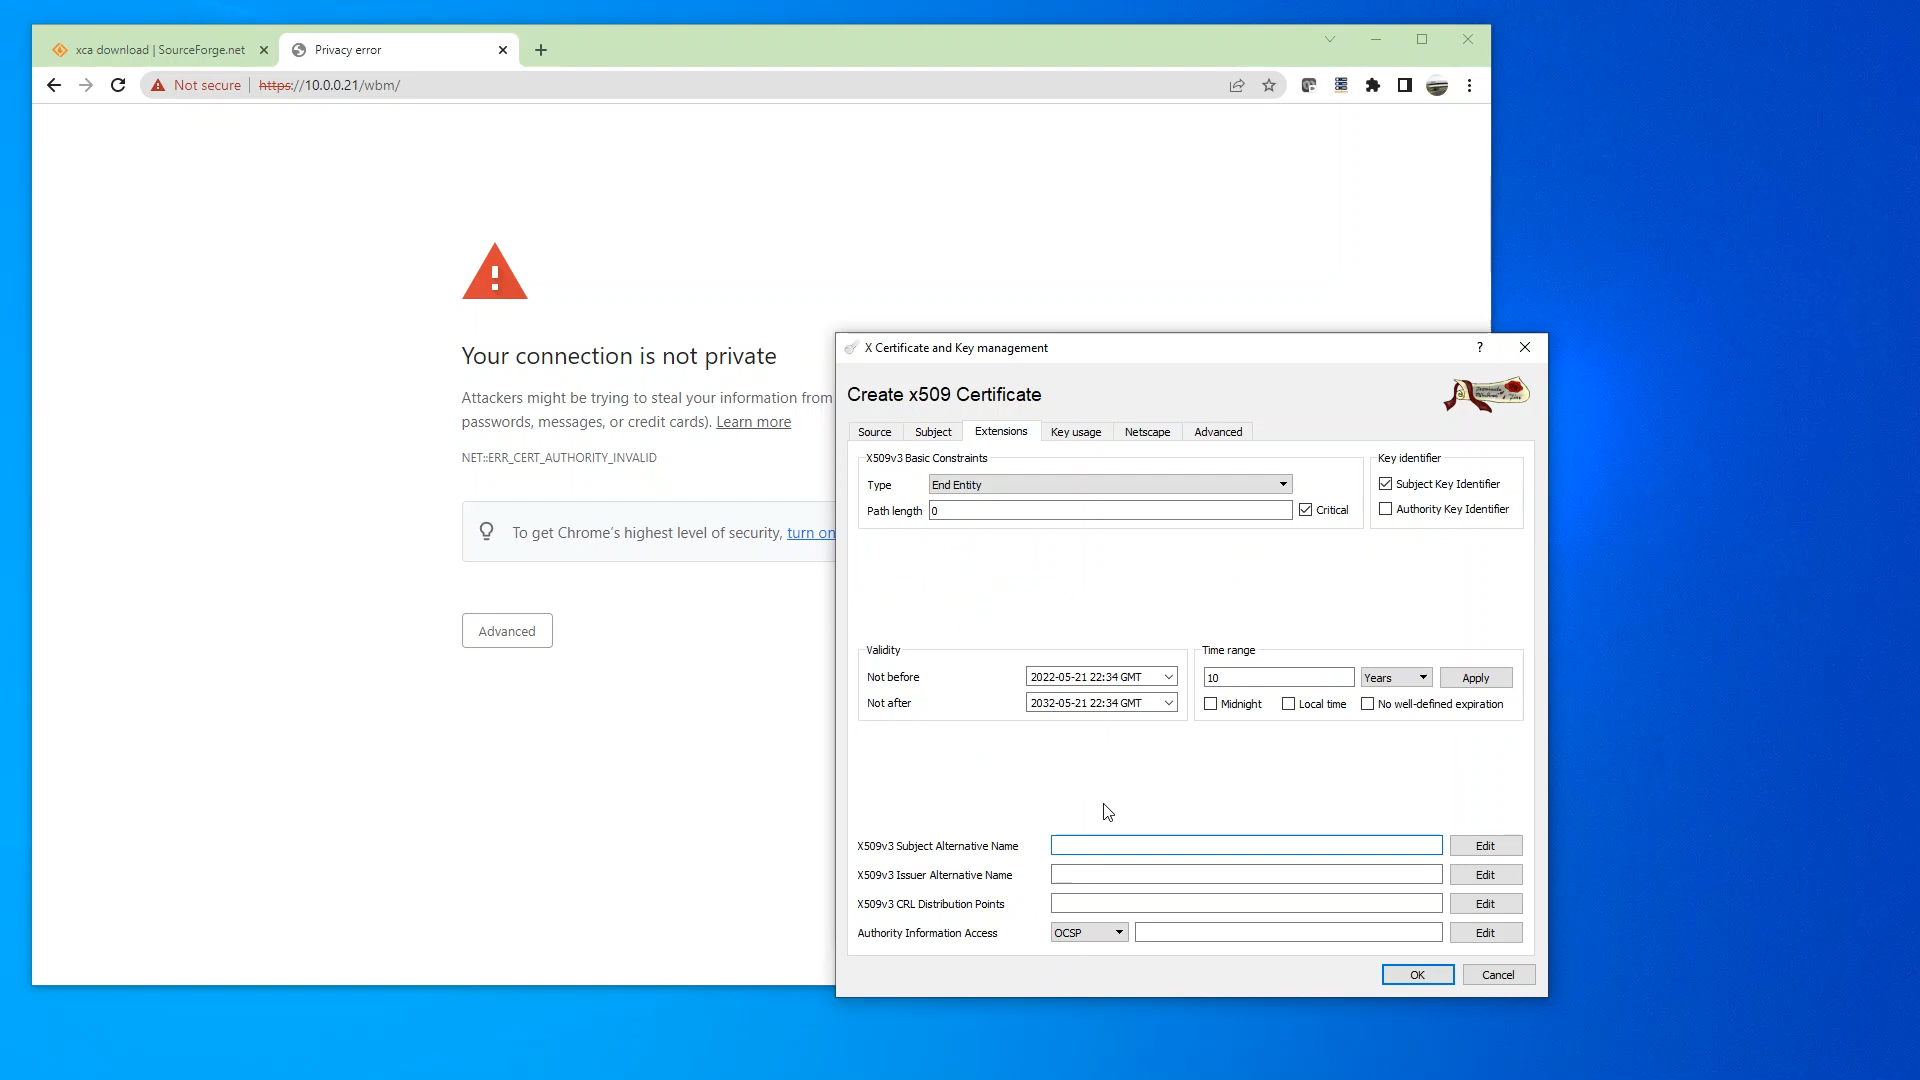 xca download | SourceForge.net
Privacy error
Not secure
https://10.0.0.21/wbm/
Your connection is not private
Attackers might be trying to steal your information from
passwords, messages, or credit cards). Learn more
NET::ERR_CERT_AUTHORITY_INVALID
To get Chrome's highest level of security, turn on
Advanced
X Certificate and Key management
?
Create x509 Certificate
Source
Subject
Extensions
Key usage
Netscape
Advanced
X509v3 Basic Constraints
Type
End Entity
Path length
0
Critical
Key identifier
Subject Key Identifier
Authority Key Identifier
Validity
Not before
2022-05-21 22:34 GMT
Not after
2032-05-21 22:34 GMT
Time range
10
Years
Apply
Midnight
Local time
No well-defined expiration
X509v3 Subject Alternative Name
Edit
X509v3 Issuer Alternative Name
Edit
X509v3 CRL Distribution Points
Edit
Authority Information Access
OCSP
Edit
OK
Cancel